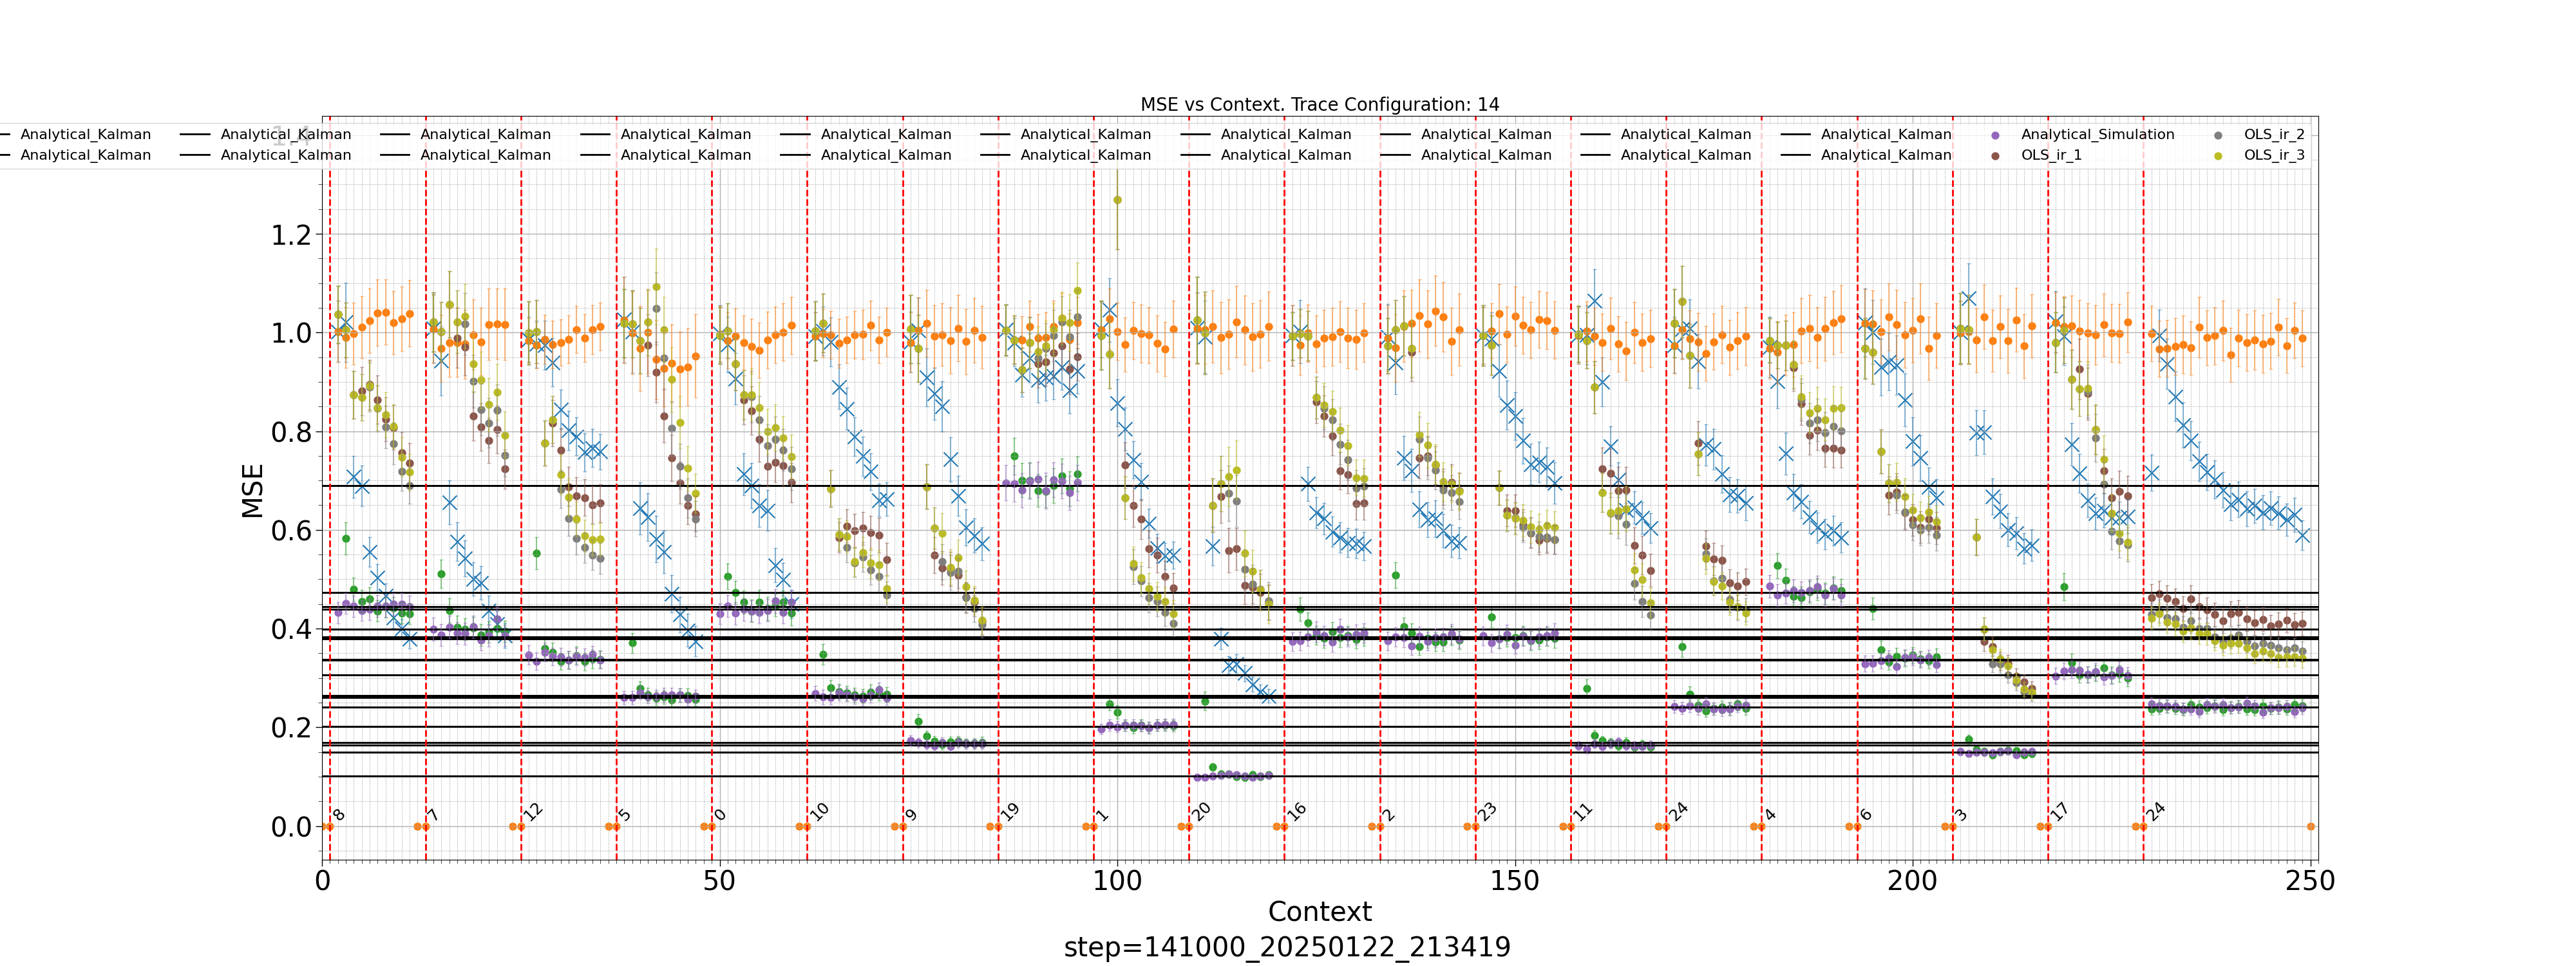 MSE vs Context. Trace Configuration: 14
Analytical_Kalman Analytical_Kalman Analytical_Kalman Analytical_Kalman Analytical_Kalman Analytical_Kalman Analytical_Kalman Analytical_Kalman Analytical_Kalman Analytical_Kalman Analytical_Simulation OLS_ir_2
Analytical_Kalman Analytical_Kalman Analytical_Kalman Analytical_Kalman Analytical_Kalman Analytical_Kalman Analytical_Kalman Analytical_Kalman Analytical_Kalman Analytical_Kalman OLS_ir_1 OLS_ir_3
1.4
1.2
1.0
0.8
0.6
0.4
0.2
0.0
MSE
8 7 12 5 0 10 9 19 1 20 16 2 23 11 24 4 6 3 17 24
0 50 100 150 200 250
Context
step=141000_20250122_213419